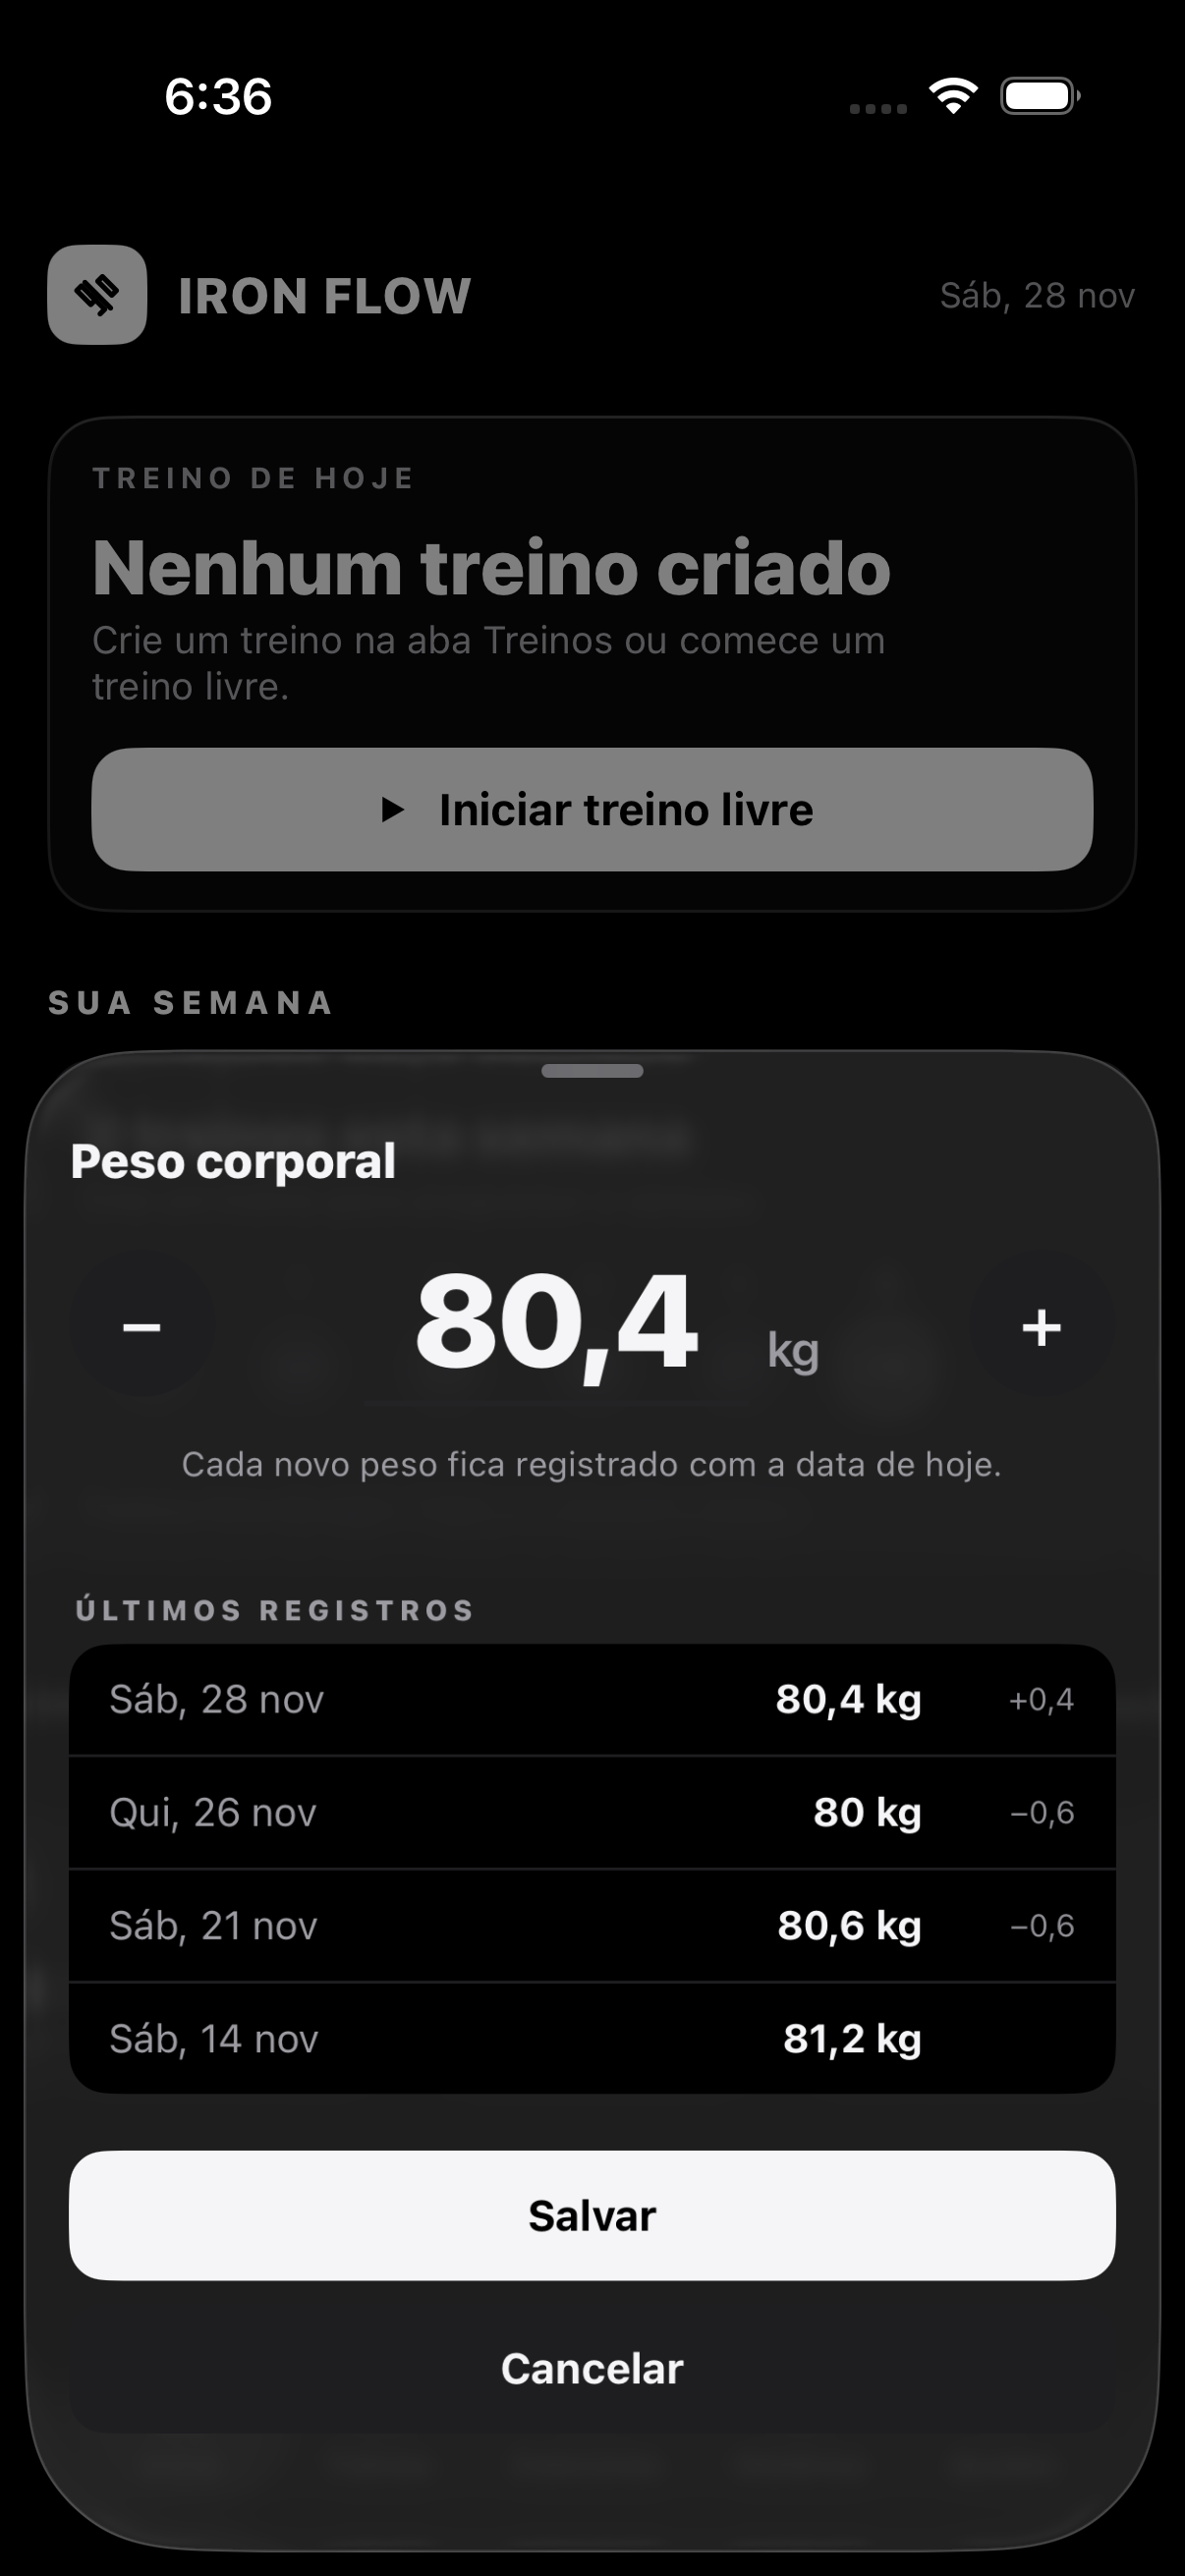 6:36
IRON FLOW
Sáb, 28 nov
TREINO DE HOJE
Nenhum treino criado
Crie um treino na aba Treinos ou comece um
treino livre.
Iniciar treino livre
SUA SEMANA
Peso corporal
− 80,4 kg +
Cada novo peso fica registrado com a data de hoje.
ÚLTIMOS REGISTROS
Sáb, 28 nov 80,4 kg +0,4
Qui, 26 nov 80 kg −0,6
Sáb, 21 nov 80,6 kg −0,6
Sáb, 14 nov 81,2 kg
Salvar
Cancelar